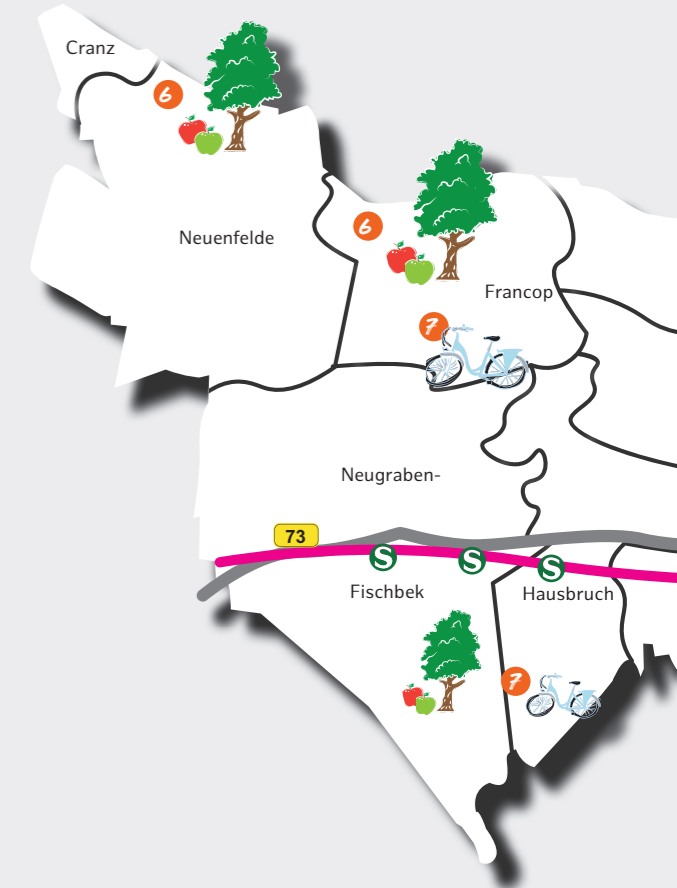 Cranz
6
6
Neuenfelde
Francop
7
Neugraben-
73
S
S
S
Fischbek
Hausbruch
7